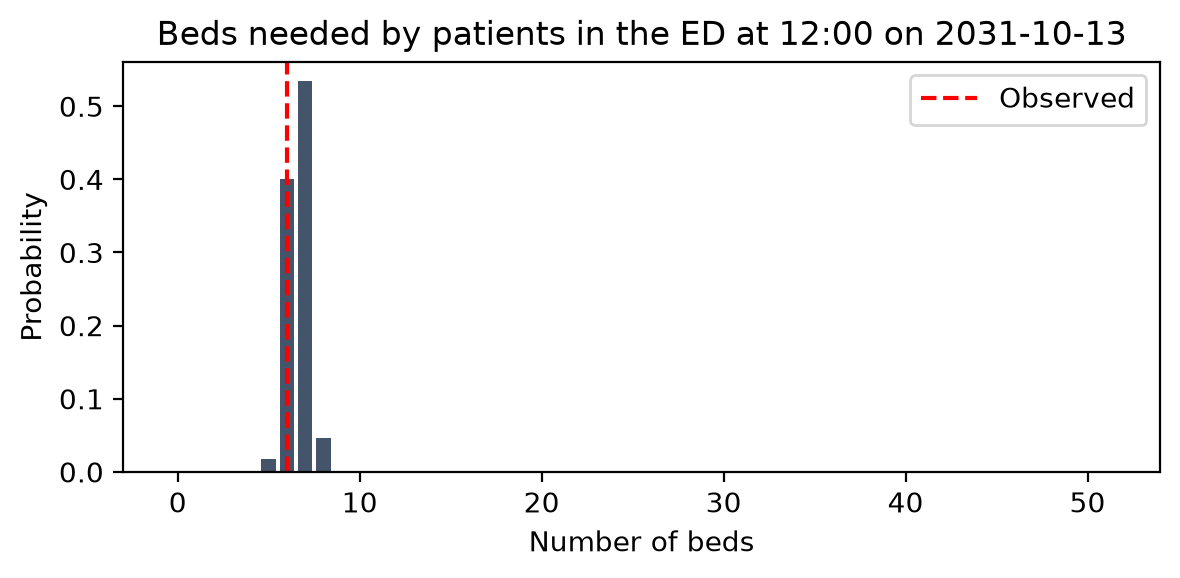 Beds needed by patients in the ED at 12:00 on 2031-10-13
Observed
Probability
0.5
0.4
0.3
0.2
0.1
0.0
0 10 20 30 40 50
Number of beds